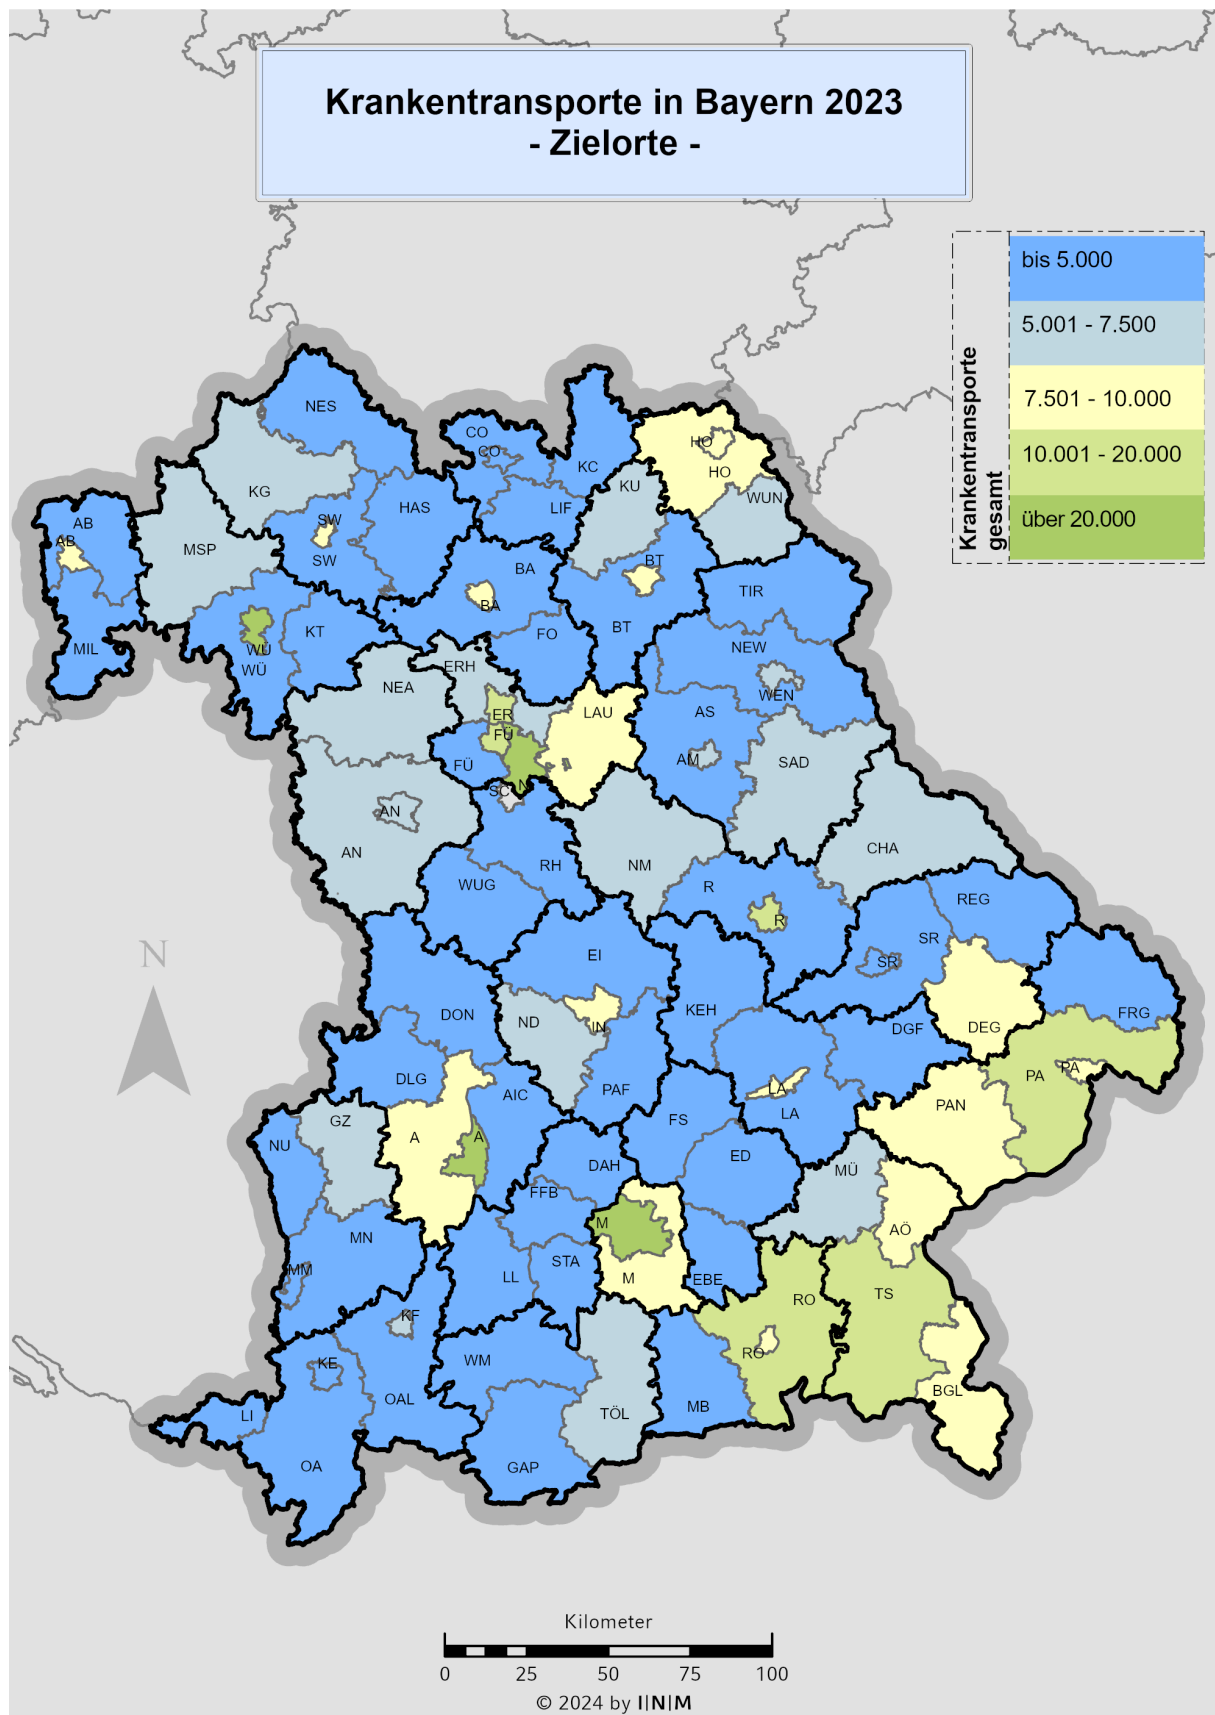 Krankentransporte in Bayern 2023
- Zielorte -
Krankentransporte
gesamt
bis 5.000
5.001 - 7.500
7.501 - 10.000
10.001 - 20.000
über 20.000
NES
CO
CO
KC
HO
HO
KU
WUN
KG
HAS
LIF
AB
AB
SW
SW
MSP
BA
BA
BT
BT
TIR
MIL
WÜ
WÜ
KT
FO
NEW
WEN
ERH
NEA
ER
FÜ
FÜ
LAU
AS
AM
SAD
N
SC
AN
AN
RH
NM
CHA
WUG
R
R
REG
SR
SR
EI
DON
ND
IN
KEH
DGF
DEG
FRG
N
DLG
AIC
PAF
LA
LA
PA
PA
GZ
A
A
FS
PAN
NU
DAH
ED
MÜ
FFB
M
M
AÖ
MN
MM
LL
STA
EBE
RO
RO
TS
KF
KE
WM
OAL
TÖL
MB
BGL
LI
OA
GAP
Kilometer
0 25 50 75 100
© 2024 by I|N|M